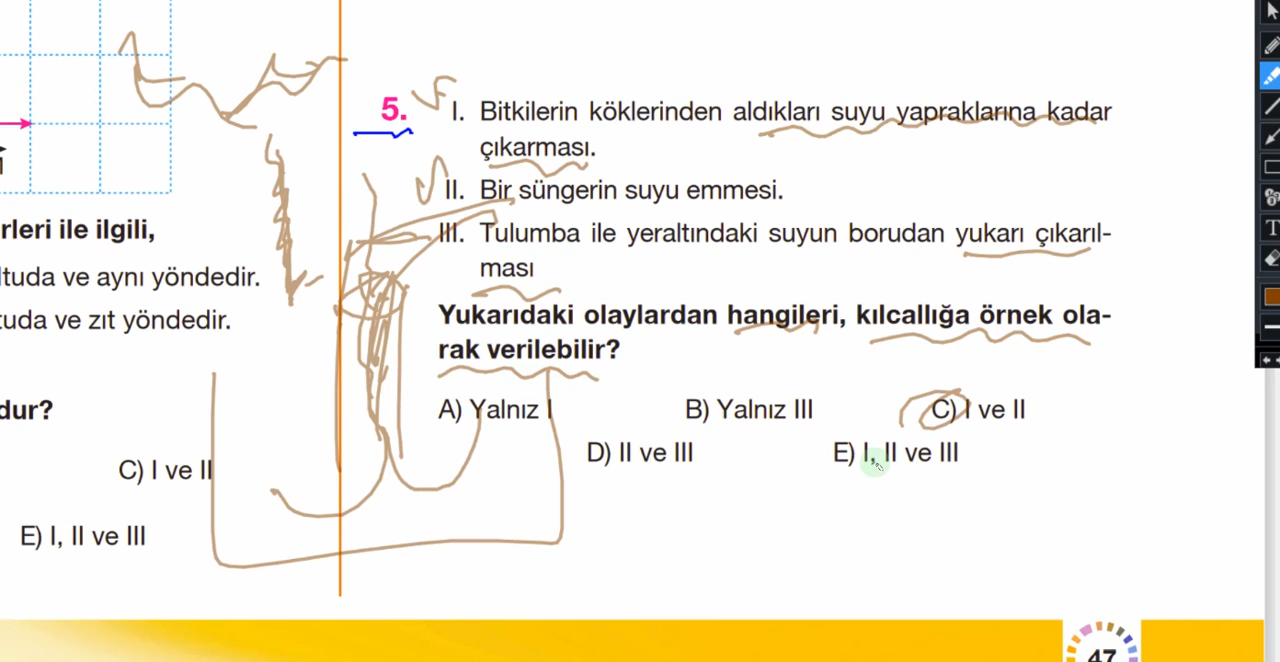 rleri ile ilgili,
ltuda ve aynı yöndedir.
tuda ve zıt yöndedir.
dur?
C) I ve II
E) I, II ve III
5. I. Bitkilerin köklerinden aldıkları suyu yapraklarına kadar
çıkarması.
II. Bir süngerin suyu emmesi.
III. Tulumba ile yeraltındaki suyun borudan yukarı çıkarıl-
ması
Yukarıdaki olaylardan hangileri, kılcallığa örnek ola-
rak verilebilir?
A) Yalnız I B) Yalnız III C) I ve II
D) II ve III E) I, II ve III
47